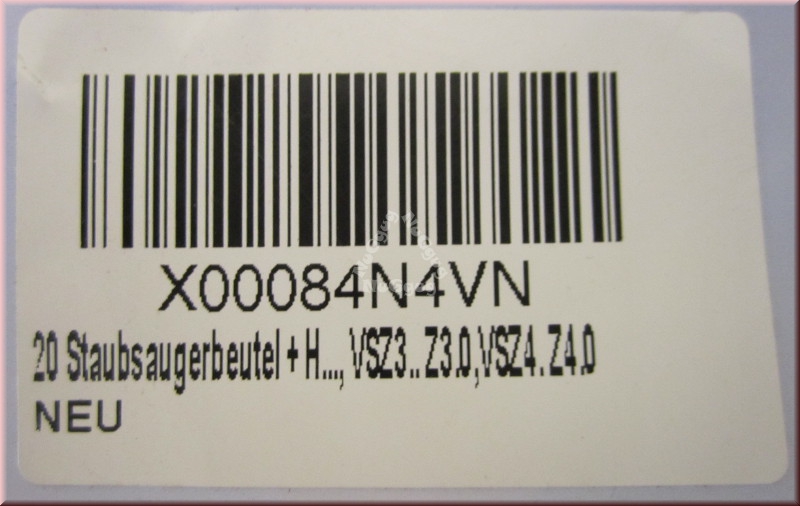 X00084N4VN
20 Staubsaugerbeutel + H..., VSZ3.. Z3.0,VSZ4. Z4.0
NEU